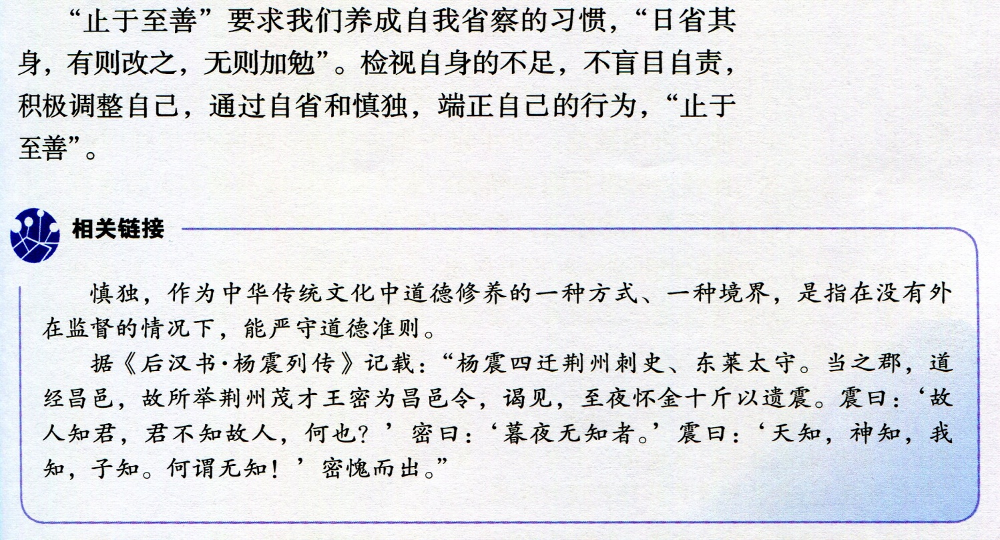 “止于至善”要求我们养成自我省察的习惯，“日省其
身，有则改之，无则加勉”。检视自身的不足，不盲目自责，
积极调整自己，通过自省和慎独，端正自己的行为，“止于
至善”。
相关链接
慎独，作为中华传统文化中道德修养的一种方式、一种境界，是指在没有外
在监督的情况下，能严守道德准则。
据《后汉书·杨震列传》记载：“杨震四迁荆州刺史、东莱太守。当之郡，道
经昌邑，故所举荆州茂才王密为昌邑令，谒见，至夜怀金十斤以遗震。震曰：‘故
人知君，君不知故人，何也？’密曰：‘暮夜无知者。’震曰：‘天知，神知，我
知，子知。何谓无知！’密愧而出。”